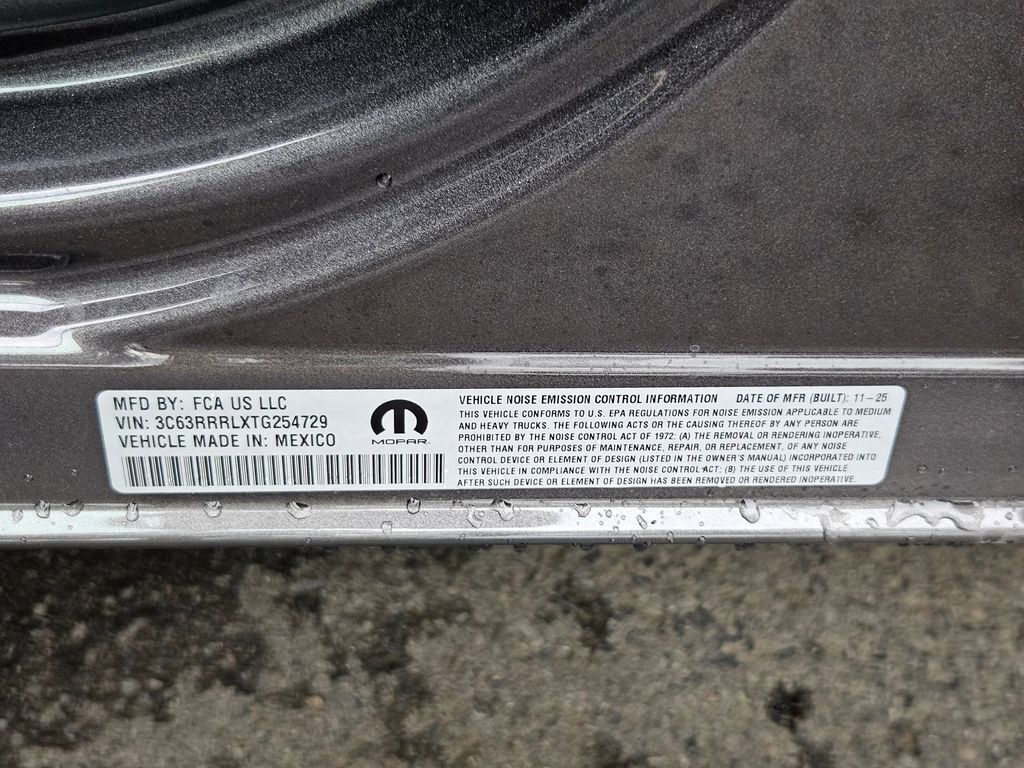 MFD BY: FCA US LLC
VIN: 3C63RRRLXTG254729
VEHICLE MADE IN: MEXICO
MOPAR
VEHICLE NOISE EMISSION CONTROL INFORMATION DATE OF MFR (BUILT): 11-25
THIS VEHICLE CONFORMS TO U.S. EPA REGULATIONS FOR NOISE EMISSION APPLICABLE TO MEDIUM
AND HEAVY TRUCKS. THE FOLLOWING ACTS OR THE CAUSING THEREOF BY ANY PERSON ARE
PROHIBITED BY THE NOISE CONTROL ACT OF 1972: (A) THE REMOVAL OR RENDERING INOPERATIVE,
OTHER THAN FOR PURPOSES OF MAINTENANCE, REPAIR, OR REPLACEMENT, OF ANY NOISE
CONTROL DEVICE OR ELEMENT OF DESIGN (LISTED IN THE OWNER'S MANUAL) INCORPORATED INTO
THIS VEHICLE IN COMPLIANCE WITH THE NOISE CONTROL ACT; (B) THE USE OF THIS VEHICLE
AFTER SUCH DEVICE OR ELEMENT OF DESIGN HAS BEEN REMOVED OR RENDERED INOPERATIVE.